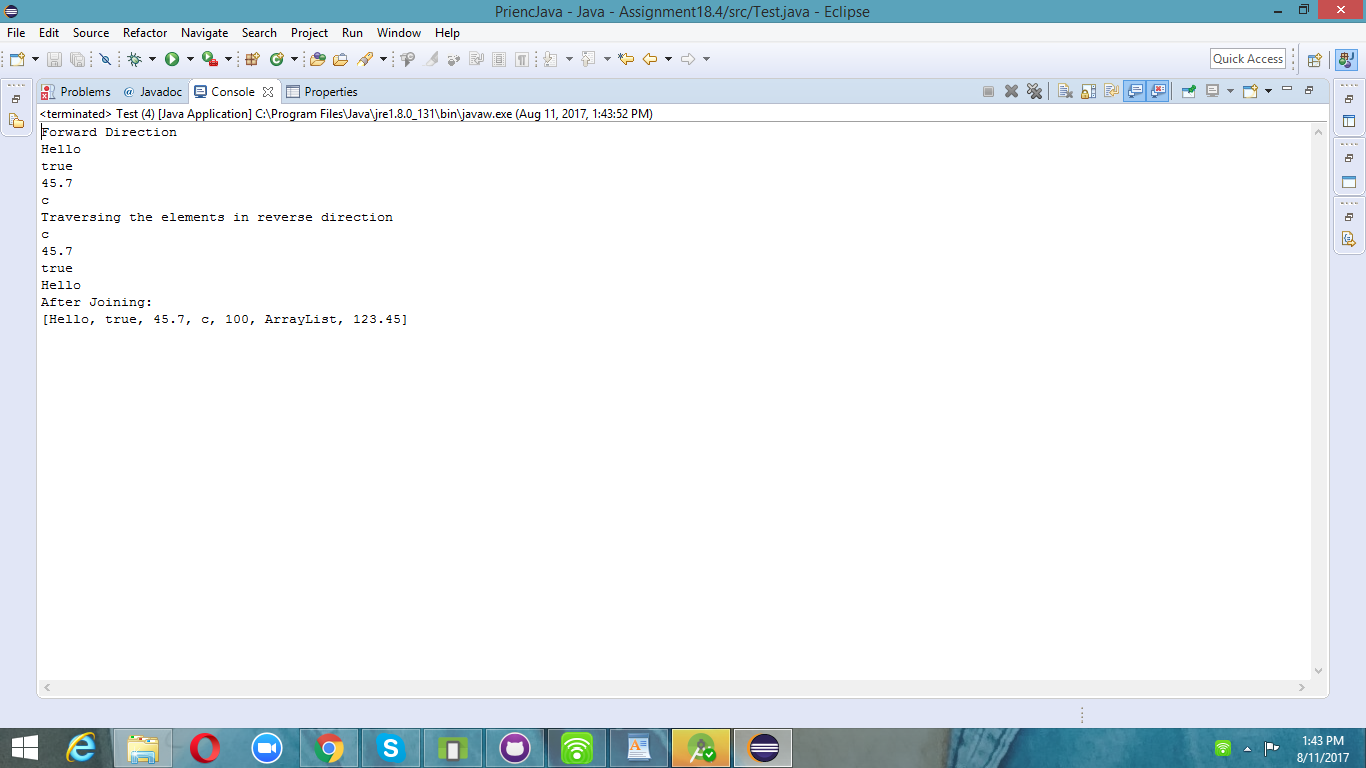 PriencJava - Java - Assignment18.4/src/Test.java - Eclipse
File Edit Source Refactor Navigate Search Project Run Window Help
Quick Access
Problems @ Javadoc Console Properties
<terminated> Test (4) [Java Application] C:\Program Files\Java\jre1.8.0_131\bin\javaw.exe (Aug 11, 2017, 1:43:52 PM)
Forward Direction
Hello
true
45.7
c
Traversing the elements in reverse direction
c
45.7
true
Hello
After Joining:
[Hello, true, 45.7, c, 100, ArrayList, 123.45]
1:43 PM
8/11/2017